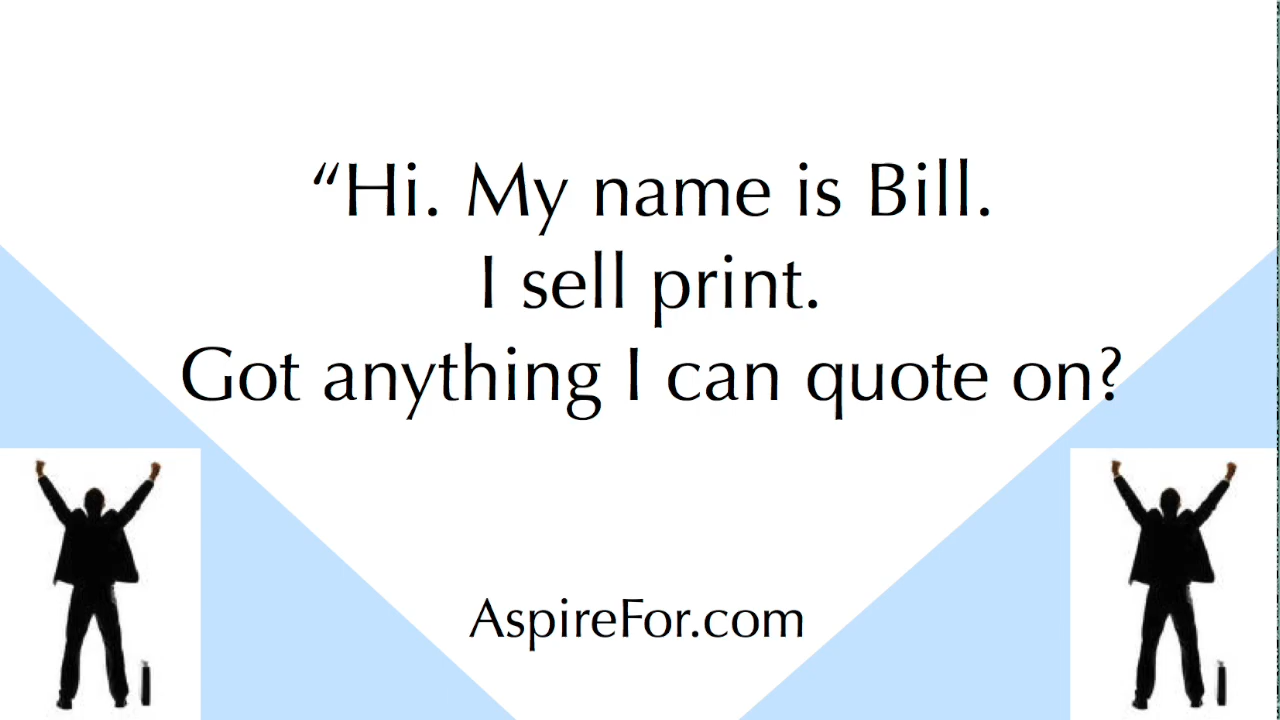 “Hi. My name is Bill.
I sell print.
Got anything I can quote on?
AspireFor.com